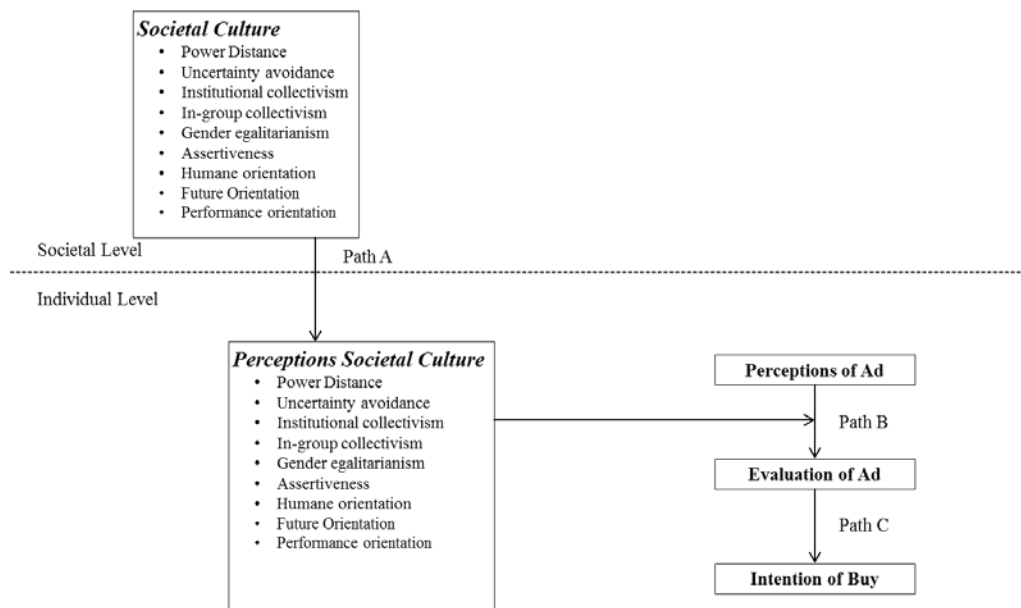 Societal Culture
• Power Distance
• Uncertainty avoidance
• Institutional collectivism
• In-group collectivism
• Gender egalitarianism
• Assertiveness
• Humane orientation
• Future Orientation
• Performance orientation
Societal Level
Path A
Individual Level
Perceptions Societal Culture
• Power Distance
• Uncertainty avoidance
• Institutional collectivism
• In-group collectivism
• Gender egalitarianism
• Assertiveness
• Humane orientation
• Future Orientation
• Performance orientation
Perceptions of Ad
Path B
Evaluation of Ad
Path C
Intention of Buy